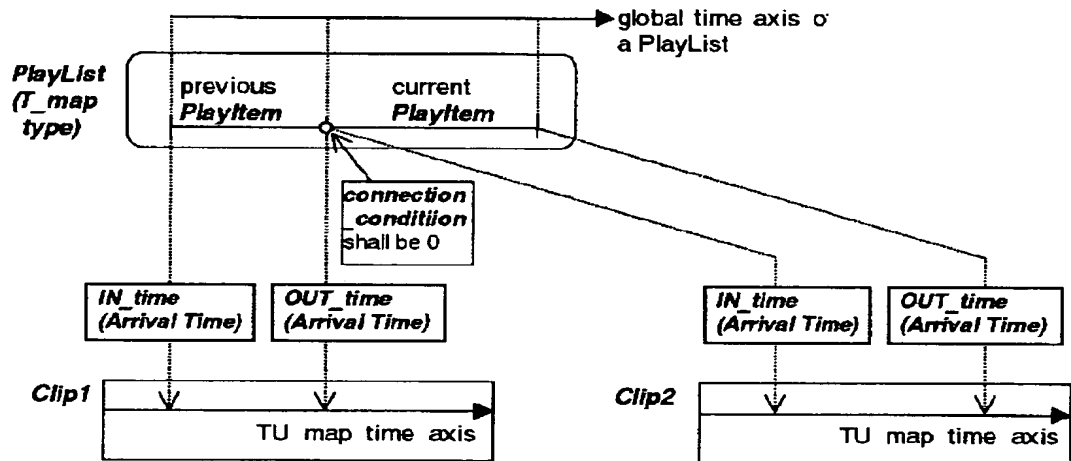 global time axis o
a PlayList
PlayList
(T_map
type)
previous
PlayItem
current
PlayItem
connection
_conditiion
shall be 0
IN_time
(Arrival Time)
OUT_time
(Arrival Time)
IN_time
(Arrival Time)
OUT_time
(Arrival Time)
Clip1
TU map time axis
Clip2
TU map time axis